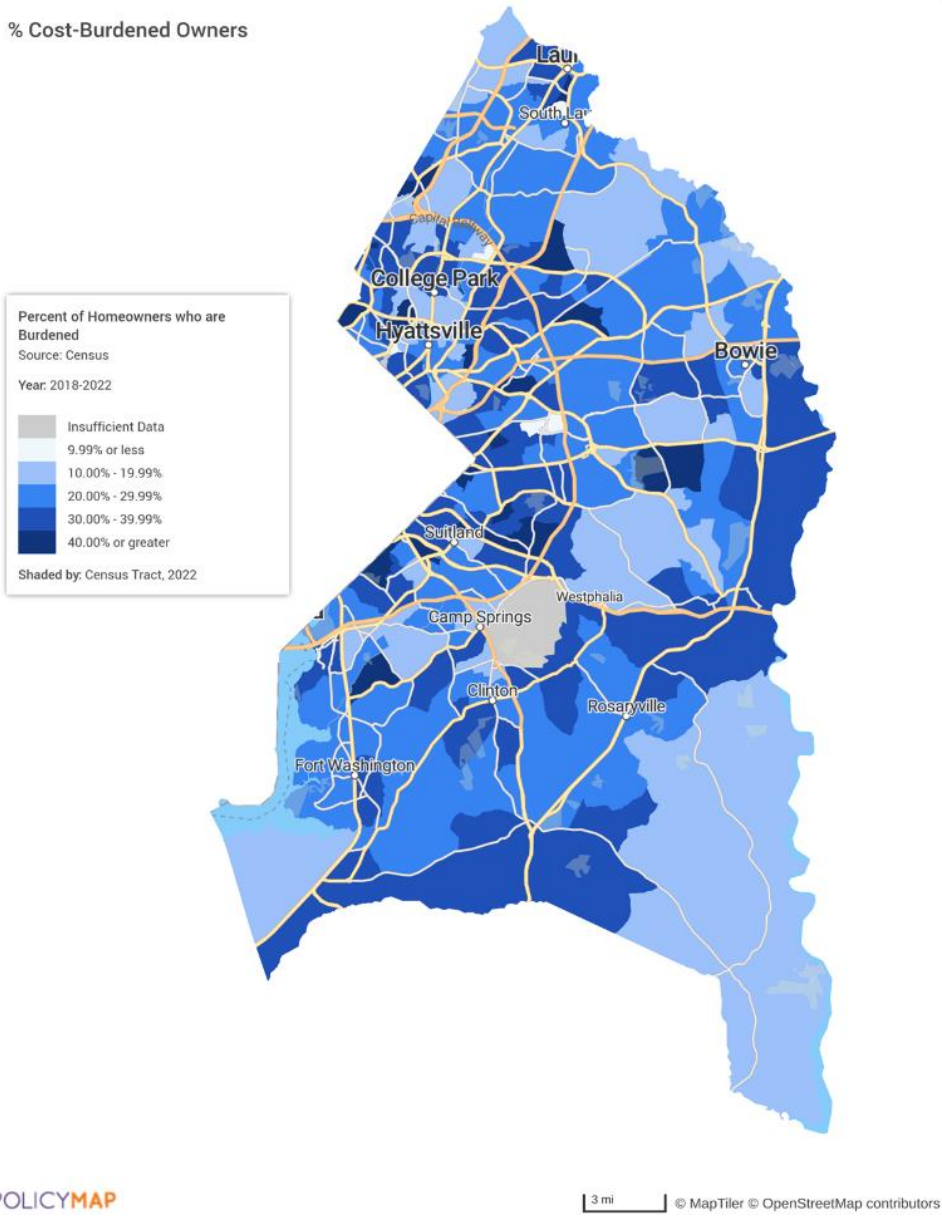 % Cost-Burdened Owners
Laur
South Lau
Capital Beltway
College Park
Hyattsville
Bowie
Percent of Homeowners who are
Burdened
Source: Census
Year: 2018-2022
Insufficient Data
9.99% or less
10.00% - 19.99%
20.00% - 29.99%
30.00% - 39.99%
40.00% or greater
Shaded by: Census Tract, 2022
Suitland
Westphalia
Camp Springs
Clinton
Rosaryville
Fort Washington
POLICYMAP
3 mi
© MapTiler © OpenStreetMap contributors